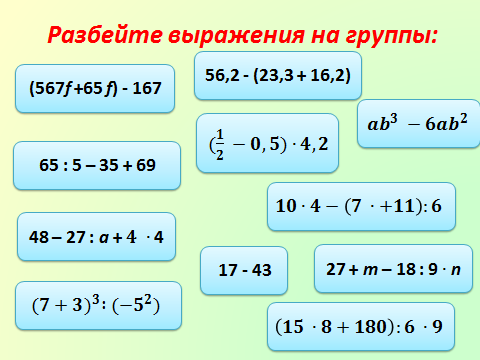 Разбейте выражения на группы:
(567f+65f) - 167
56,2 - (23,3 + 16,2)
ab³ − 6ab²
(1/2 − 0,5) · 4,2
65 : 5 – 35 + 69
10 · 4 − (7 · +11): 6
48 – 27 : a + 4 · 4
17 - 43
27 + m – 18 : 9 · n
(7 + 3)³ : (−5²)
(15 · 8 + 180): 6 · 9